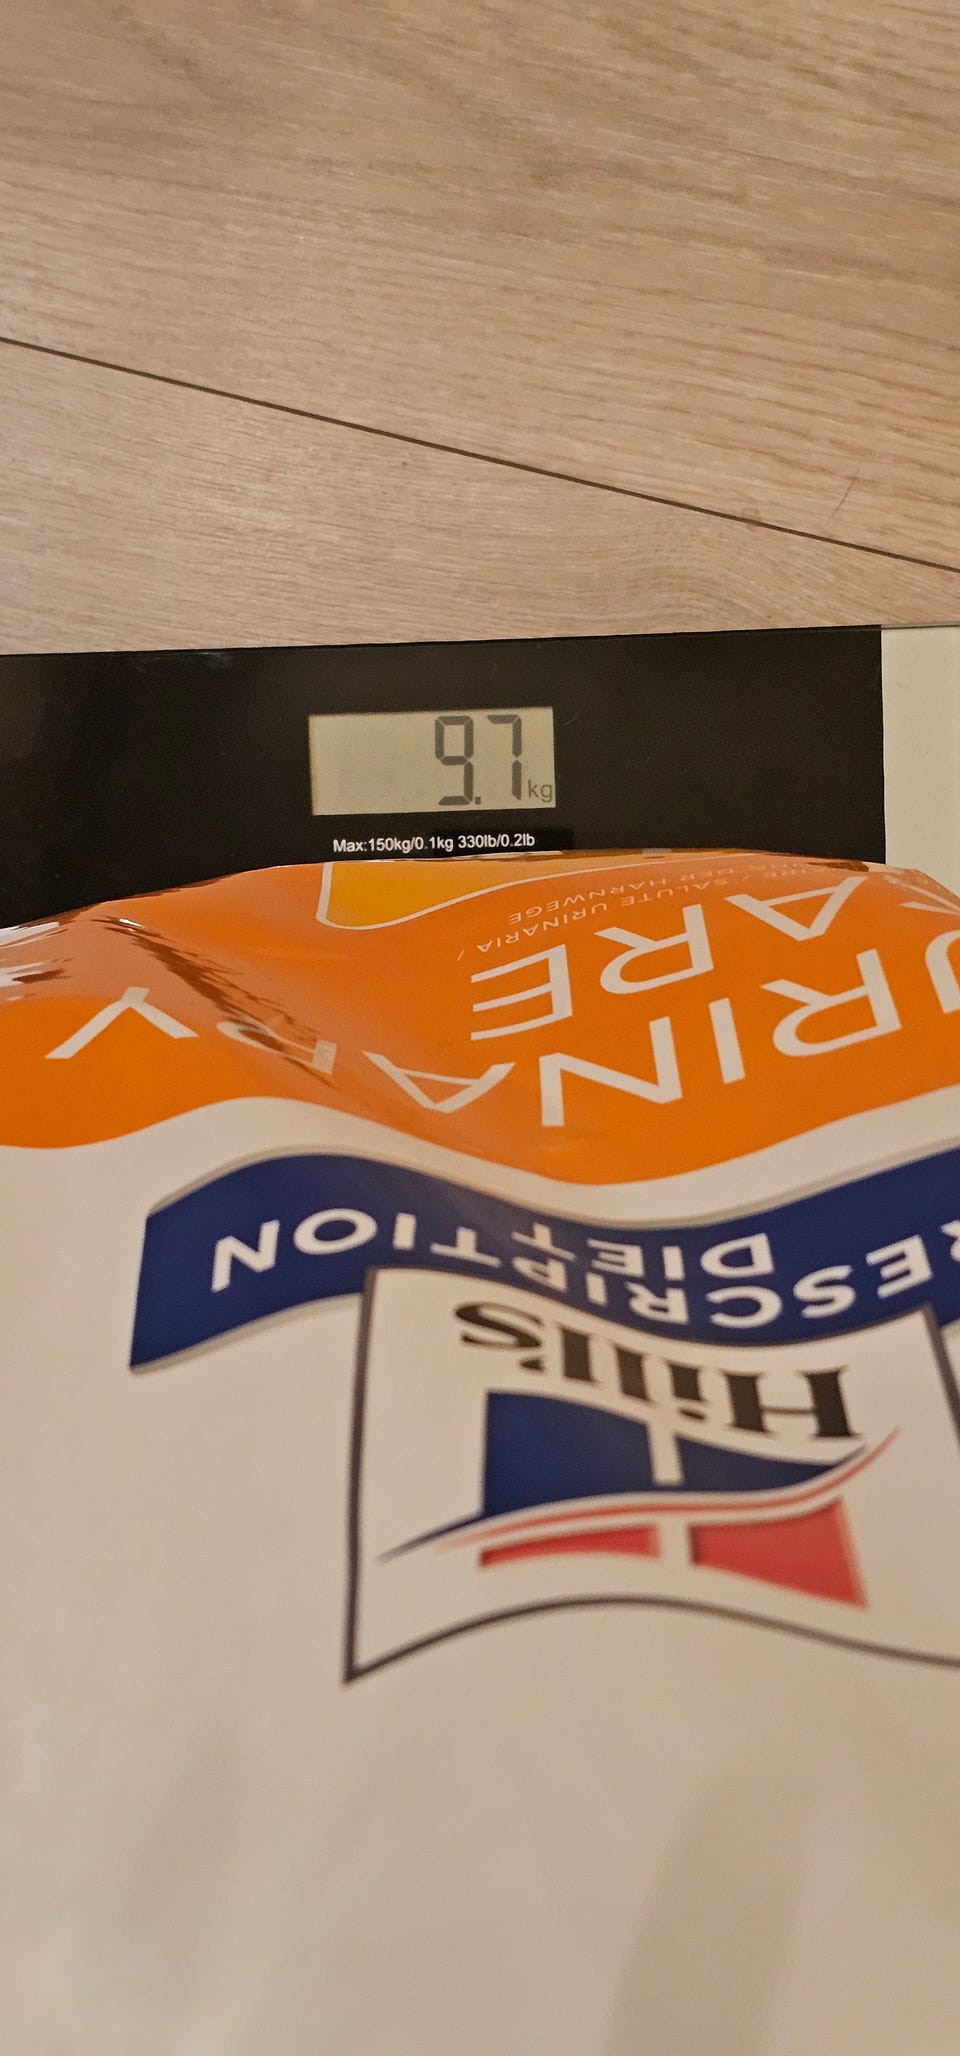 9.7 kg
Max:150kg/0.1kg 330lb/0.2lb
Hill's
PRESCRIPTION
DIET
URINARY
CARE
SALUTE URINARIA /
DER HARNWEGE